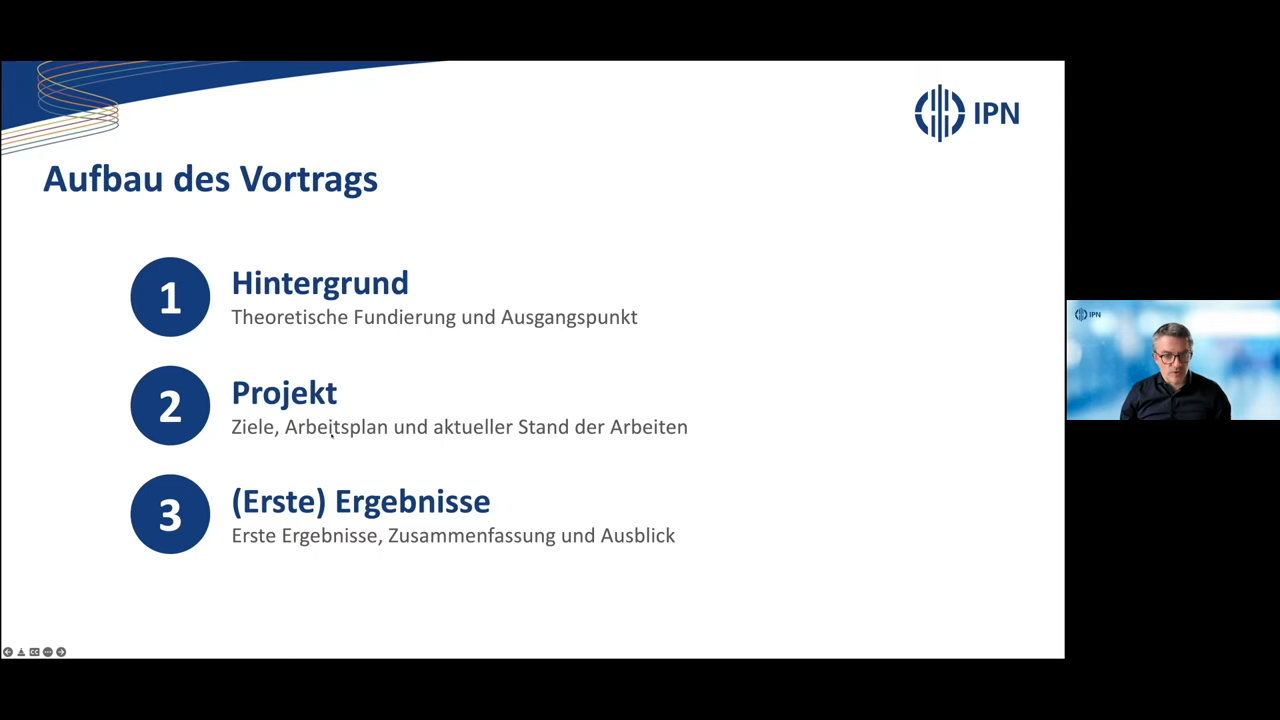 IPN
Aufbau des Vortrags
1
Hintergrund
Theoretische Fundierung und Ausgangspunkt
2
Projekt
Ziele, Arbeitsplan und aktueller Stand der Arbeiten
3
(Erste) Ergebnisse
Erste Ergebnisse, Zusammenfassung und Ausblick
IPN